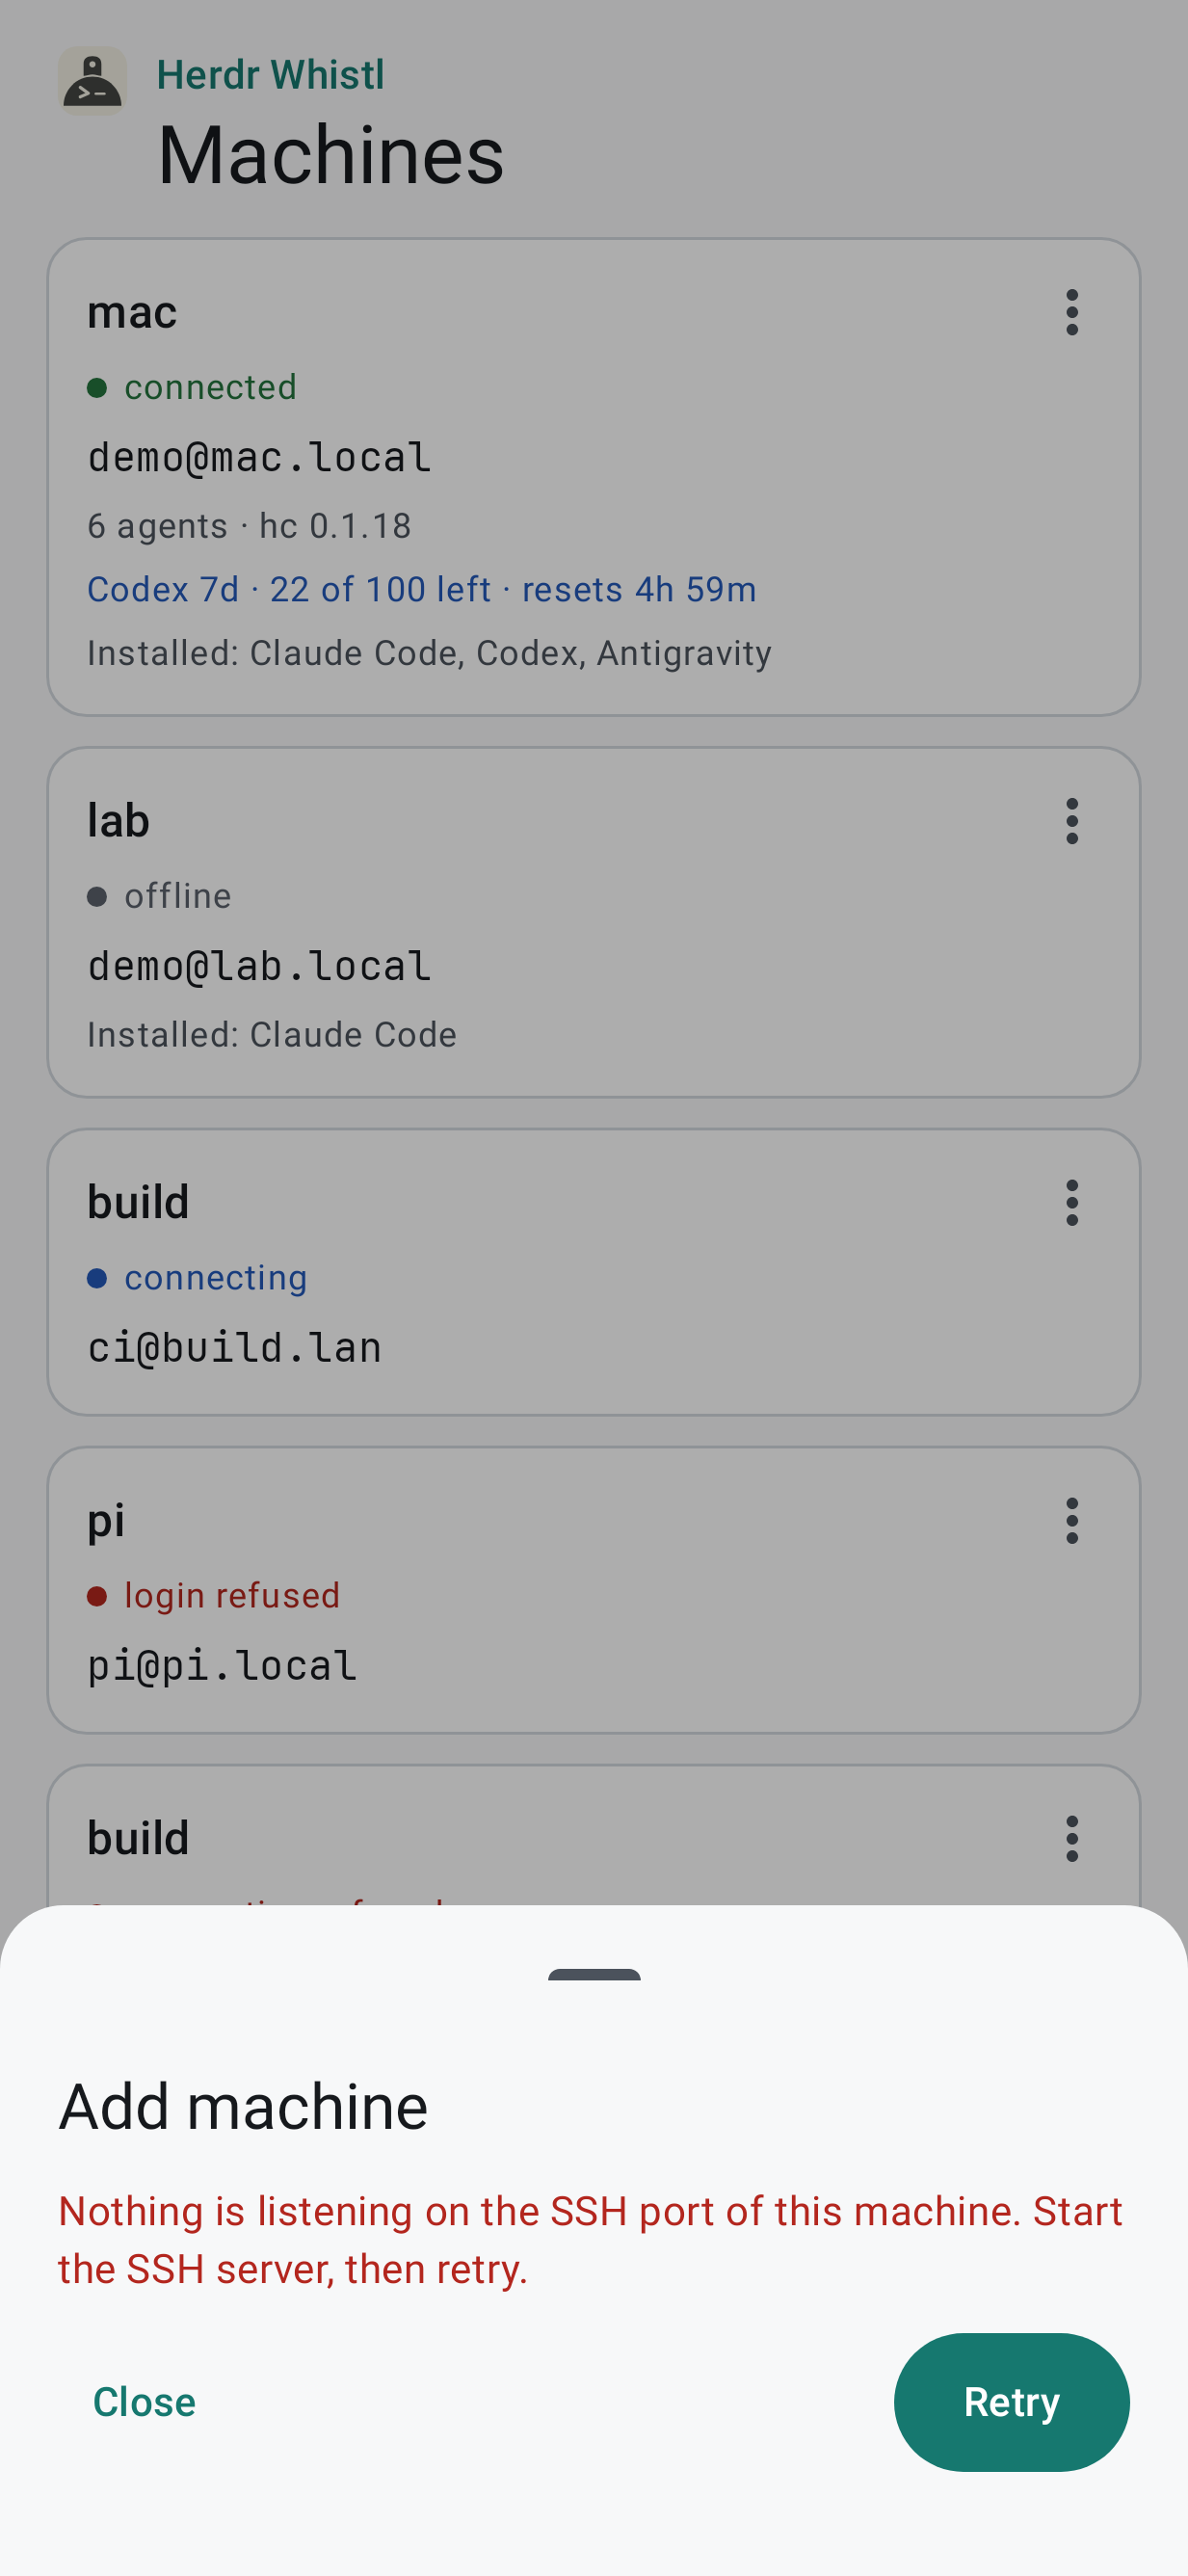 Herdr Whistl
Machines
mac
connected
demo@mac.local
6 agents · hc 0.1.18
Codex 7d · 22 of 100 left · resets 4h 59m
Installed: Claude Code, Codex, Antigravity
lab
offline
demo@lab.local
Installed: Claude Code
build
connecting
ci@build.lan
pi
login refused
pi@pi.local
build
Add machine
Nothing is listening on the SSH port of this machine. Start
the SSH server, then retry.
Close
Retry